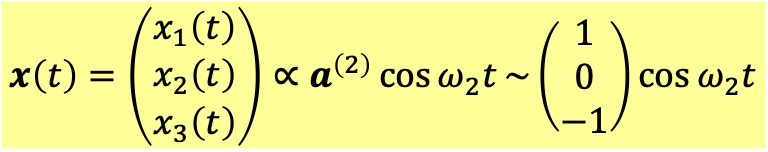 𝒙(t) = (x₁(t) x₂(t) x₃(t)) ∝ 𝒂⁽²⁾ cos ω₂t ~ (1 0 −1) cos ω₂t